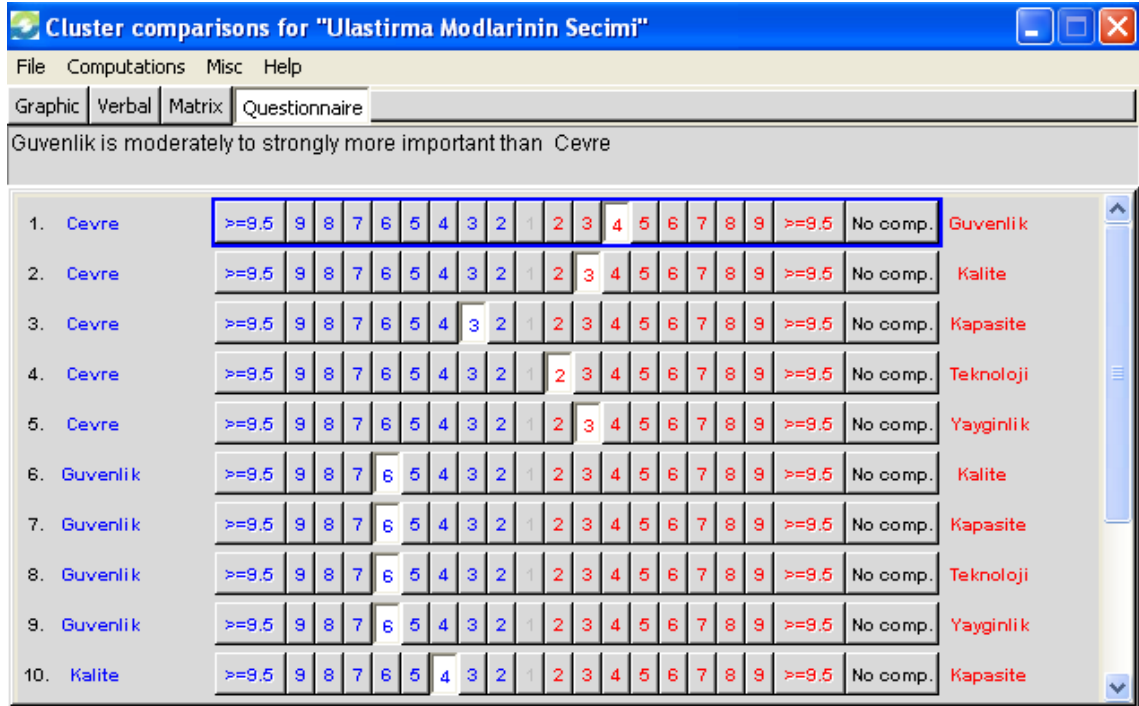 Cluster comparisons for "Ulastirma Modlarinin Secimi"
File Computations Misc Help
Graphic Verbal Matrix Questionnaire
Guvenlik is moderately to strongly more important than Cevre
1. Cevre >=9.5 9 8 7 6 5 4 3 2 1 2 3 4 5 6 7 8 9 >=9.5 No comp. Guvenlik
2. Cevre >=9.5 9 8 7 6 5 4 3 2 1 2 3 4 5 6 7 8 9 >=9.5 No comp. Kalite
3. Cevre >=9.5 9 8 7 6 5 4 3 2 1 2 3 4 5 6 7 8 9 >=9.5 No comp. Kapasite
4. Cevre >=9.5 9 8 7 6 5 4 3 2 1 2 3 4 5 6 7 8 9 >=9.5 No comp. Teknoloji
5. Cevre >=9.5 9 8 7 6 5 4 3 2 1 2 3 4 5 6 7 8 9 >=9.5 No comp. Yayginlik
6. Guvenlik >=9.5 9 8 7 6 5 4 3 2 1 2 3 4 5 6 7 8 9 >=9.5 No comp. Kalite
7. Guvenlik >=9.5 9 8 7 6 5 4 3 2 1 2 3 4 5 6 7 8 9 >=9.5 No comp. Kapasite
8. Guvenlik >=9.5 9 8 7 6 5 4 3 2 1 2 3 4 5 6 7 8 9 >=9.5 No comp. Teknoloji
9. Guvenlik >=9.5 9 8 7 6 5 4 3 2 1 2 3 4 5 6 7 8 9 >=9.5 No comp. Yayginlik
10. Kalite >=9.5 9 8 7 6 5 4 3 2 1 2 3 4 5 6 7 8 9 >=9.5 No comp. Kapasite